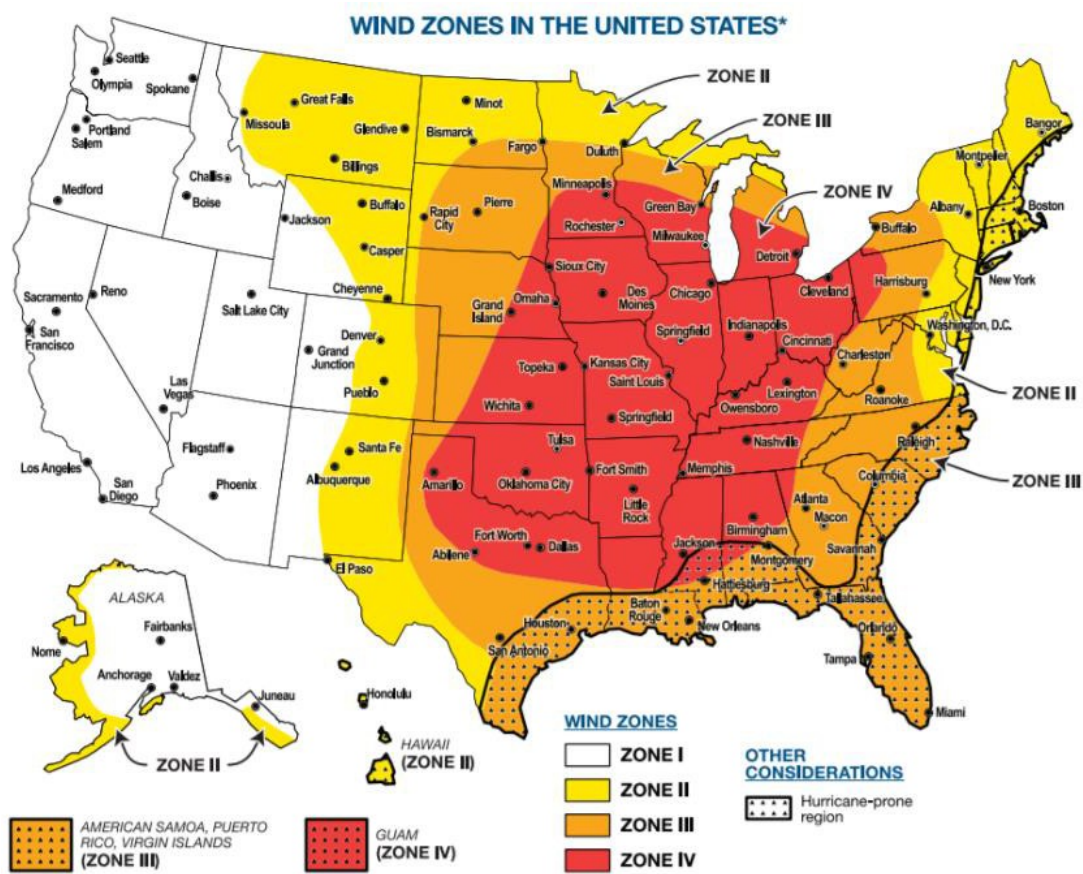 WIND ZONES IN THE UNITED STATES*
Seattle
Olympia
Spokane
Portland
Salem
Medford
Challis
Boise
Great Falls
Missoula
Glendive
Billings
Minot
Bismarck
Fargo
Duluth
ZONE II
ZONE III
ZONE IV
Bangor
Montpelier
Boston
Albany
Buffalo
New York
Harrisburg
Washington, D.C.
Minneapolis
Rochester
Green Bay
Milwaukee
Detroit
Cleveland
Jackson
Buffalo
Casper
Cheyenne
Rapid
City
Pierre
Sioux City
Des
Moines
Chicago
Omaha
Grand
Island
Sacramento
Reno
San
Francisco
Salt Lake City
Las
Vegas
Denver
Grand
Junction
Pueblo
Topeka
Kansas City
Saint Louis
Springfield
Indianapolis
Cincinnati
Charleston
Lexington
Owensboro
Roanoke
ZONE II
Wichita
Springfield
Los Angeles
San
Diego
Flagstaff
Phoenix
Santa Fe
Albuquerque
Amarillo
Tulsa
Oklahoma City
Fort Smith
Little
Rock
Memphis
Nashville
Raleigh
Columbia
ZONE III
Atlanta
Macon
Birmingham
Savannah
El Paso
Abilene
Fort Worth
Dallas
Jackson
Montgomery
Hattiesburg
Tallahassee
Baton
Rouge
New Orleans
Houston
San Antonio
Orlando
Tampa
Miami
ALASKA
Fairbanks
Nome
Anchorage
Valdez
Juneau
ZONE II
Honolulu
HAWAII
(ZONE II)
AMERICAN SAMOA, PUERTO
RICO, VIRGIN ISLANDS
(ZONE III)
GUAM
(ZONE IV)
WIND ZONES
ZONE I
ZONE II
ZONE III
ZONE IV
OTHER
CONSIDERATIONS
Hurricane-prone
region